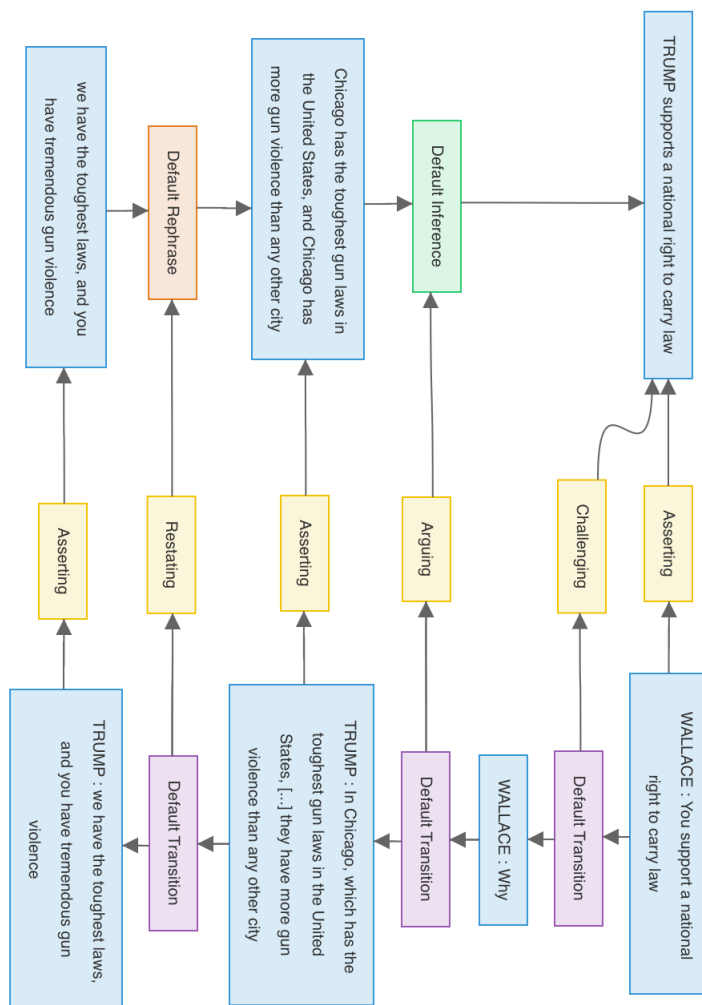 TRUMP supports a national right to carry law
Asserting
WALLACE : You support a national
right to carry law
Challenging
Default Transition
WALLACE : Why
Default Inference
Arguing
Default Transition
Chicago has the toughest gun laws in
the United States, and Chicago has
more gun violence than any other city
Asserting
TRUMP : In Chicago, which has the
toughest gun laws in the United
States, [...] they have more gun
violence than any other city
Default Rephrase
Restating
Default Transition
we have the toughest laws, and you
have tremendous gun violence
Asserting
TRUMP : we have the toughest laws,
and you have tremendous gun
violence